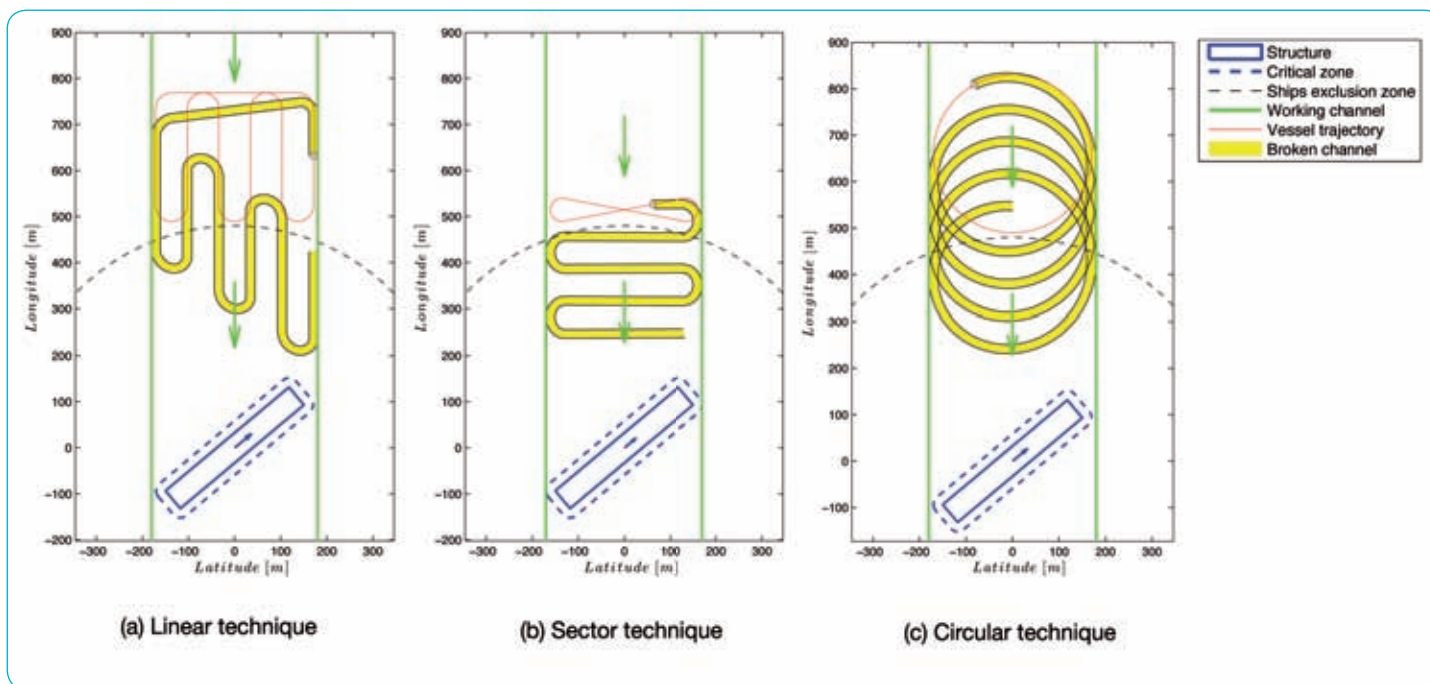 900
800
700
600
500
400
300
200
100
0
−100
−200
Longitude [m]
−300 −200 −100 0 100 200 300
Latitude [m]
(a) Linear technique
900
800
700
600
500
400
300
200
100
0
−100
−200
Longitude [m]
−300 −200 −100 0 100 200 300
Latitude [m]
(b) Sector technique
900
800
700
600
500
400
300
200
100
0
−100
Longitude [m]
−300 −200 −100 0 100 200 300
Latitude [m]
(c) Circular technique
Structure
Critical zone
Ships exclusion zone
Working channel
Vessel trajectory
Broken channel